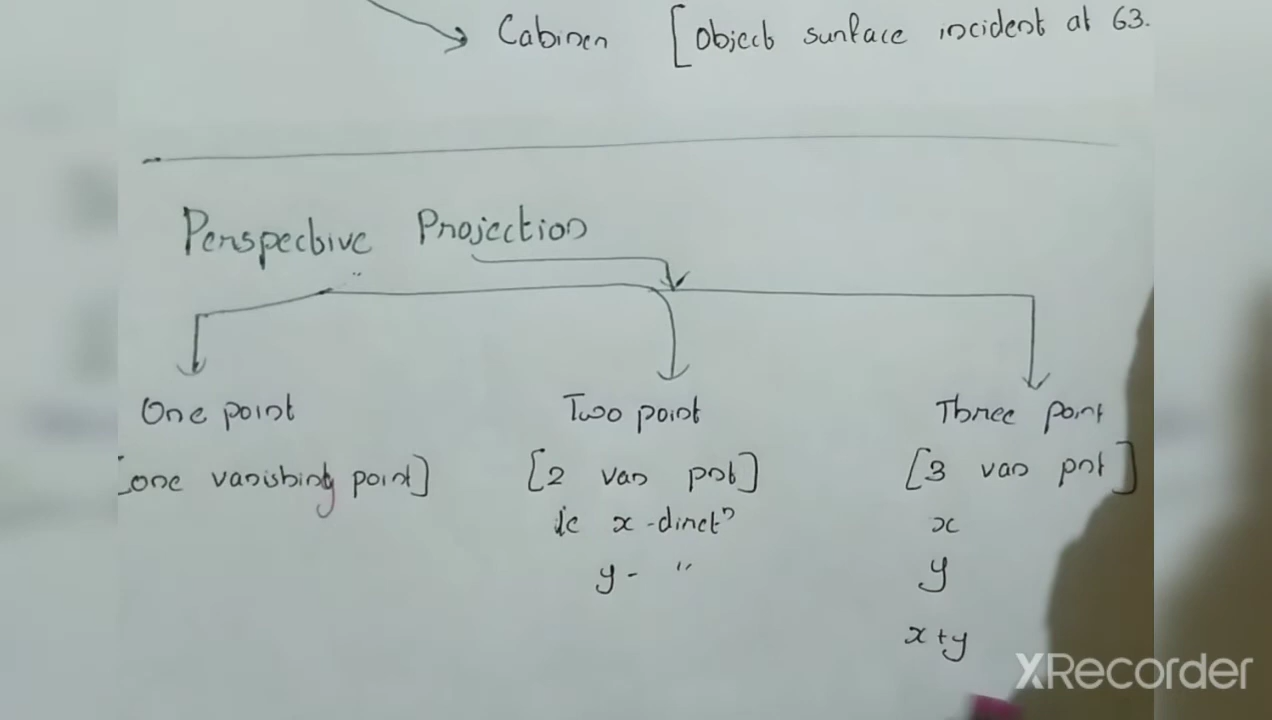 Cabinen [Object surface incident at 63.
Perspective Projection
One point
[one vanishing point]
Two point
[2 van pnt]
ie x-directⁿ
y- "
Three point
[3 van pnt]
x
y
x+y
XRecorder